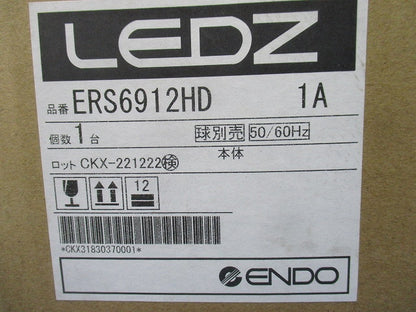 LEDZ
品番 ERS6912HD 1A
個数 1台 球別売 50/60Hz
本体
ロット CKX-221222 検
12
*CKX31830370001*
ENDO